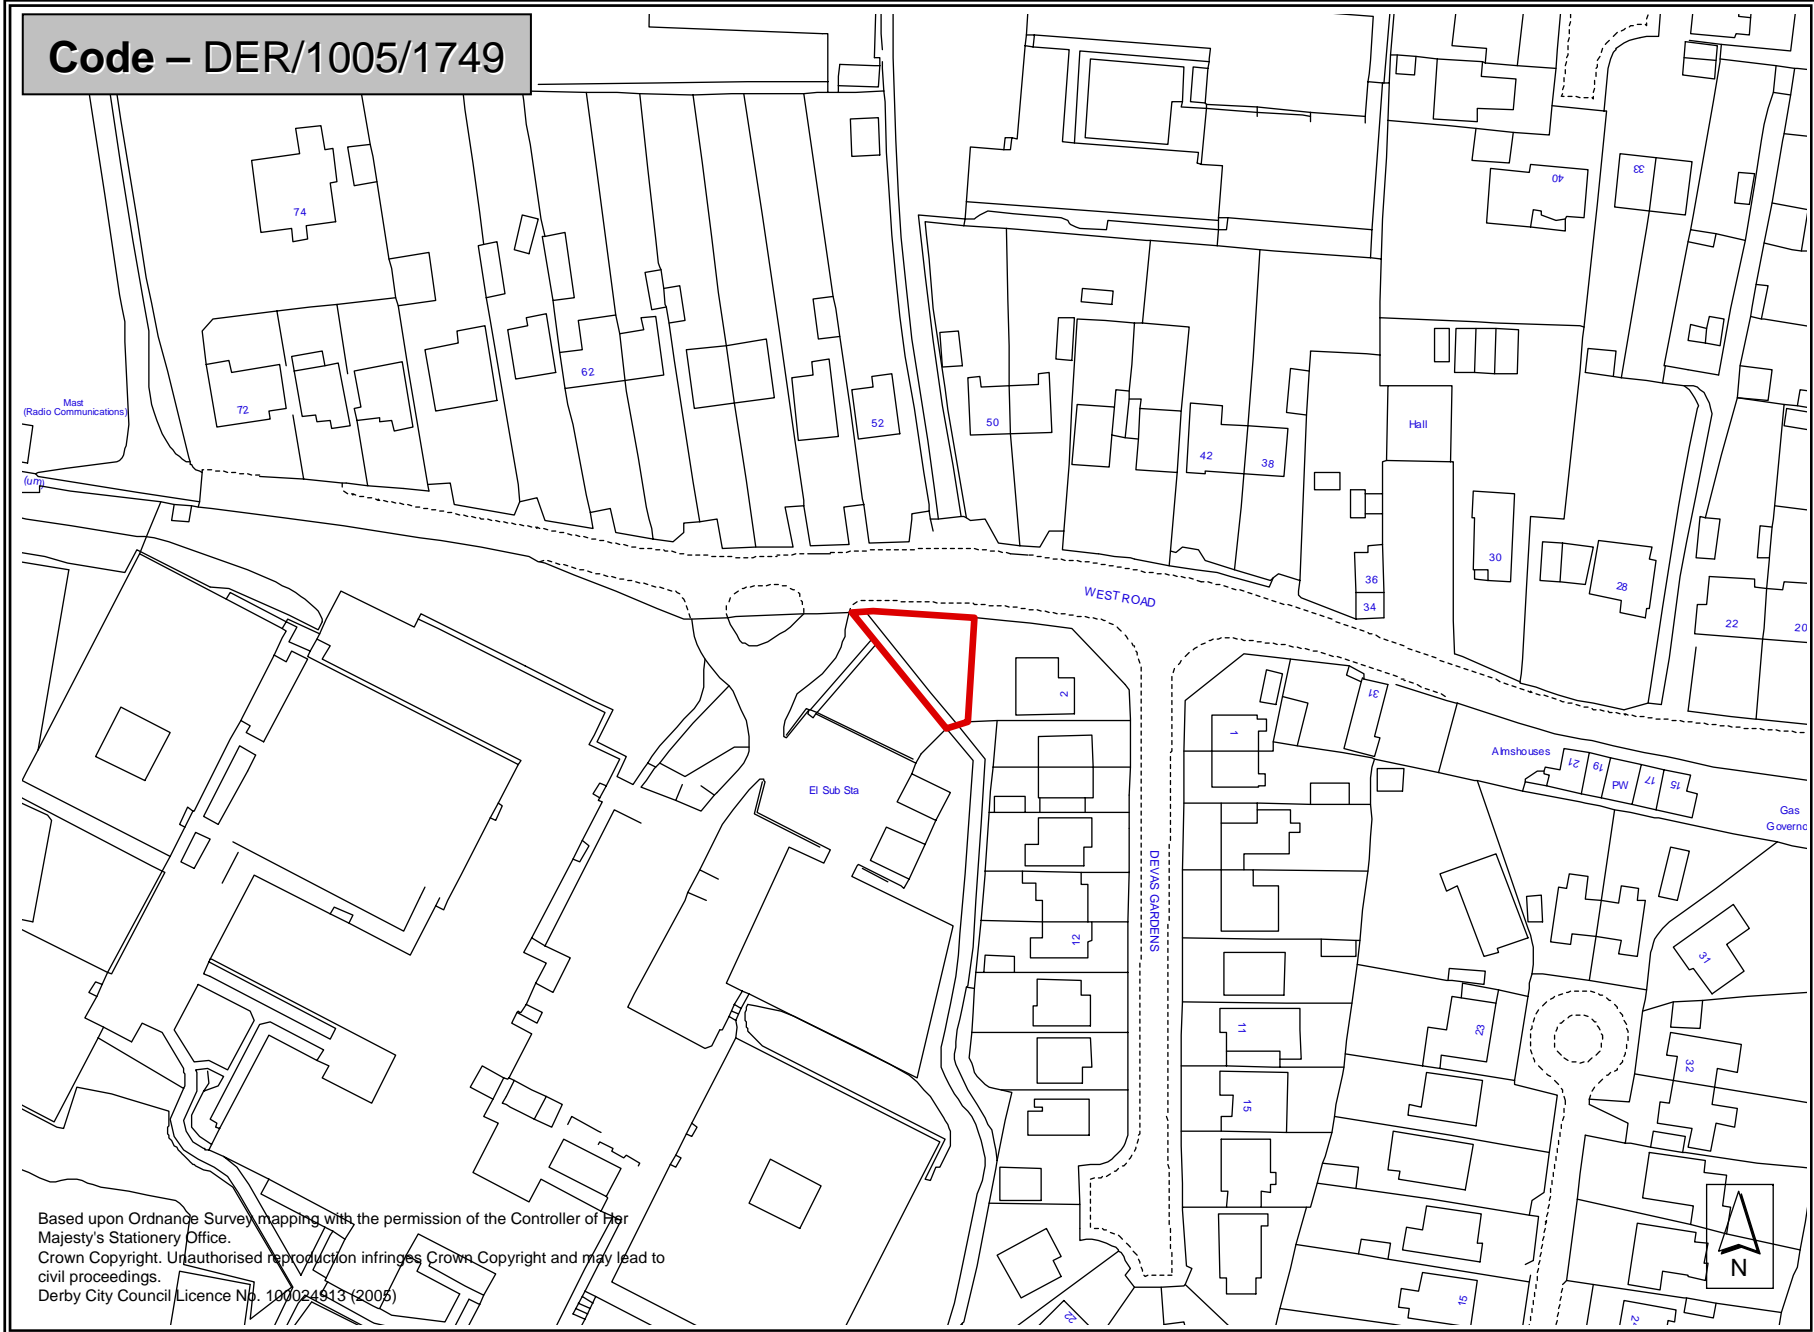 Code – DER/1005/1749
74
40
33
62
72
Mast
(Radio Communications)
(um)
52
50
42
38
Hall
36
34
30
28
22
20
WEST ROAD
2
1
31
Almshouses
21
19
PW
17
15
Gas
Governo
El Sub Sta
DEVAS GARDENS
12
11
15
23
31
32
15
22
N
Based upon Ordnance Survey mapping with the permission of the Controller of Her
Majesty's Stationery Office.
Crown Copyright. Unauthorised reproduction infringes Crown Copyright and may lead to
civil proceedings.
Derby City Council Licence No. 100024913 (2005)